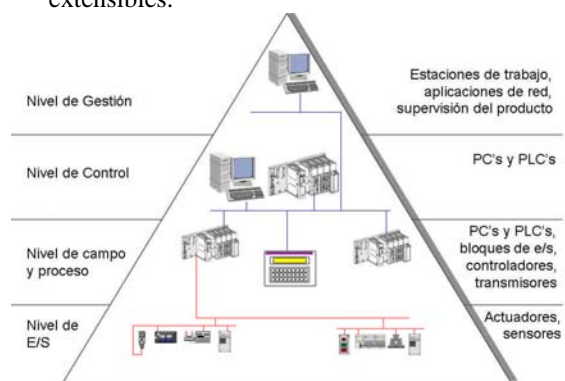 extensibles.
Nivel de Gestión
Estaciones de trabajo,
aplicaciones de red,
supervisión del producto
Nivel de Control
PC's y PLC's
Nivel de campo
y proceso
PC's y PLC's,
bloques de e/s,
controladores,
transmisores
Nivel de
E/S
Actuadores,
sensores